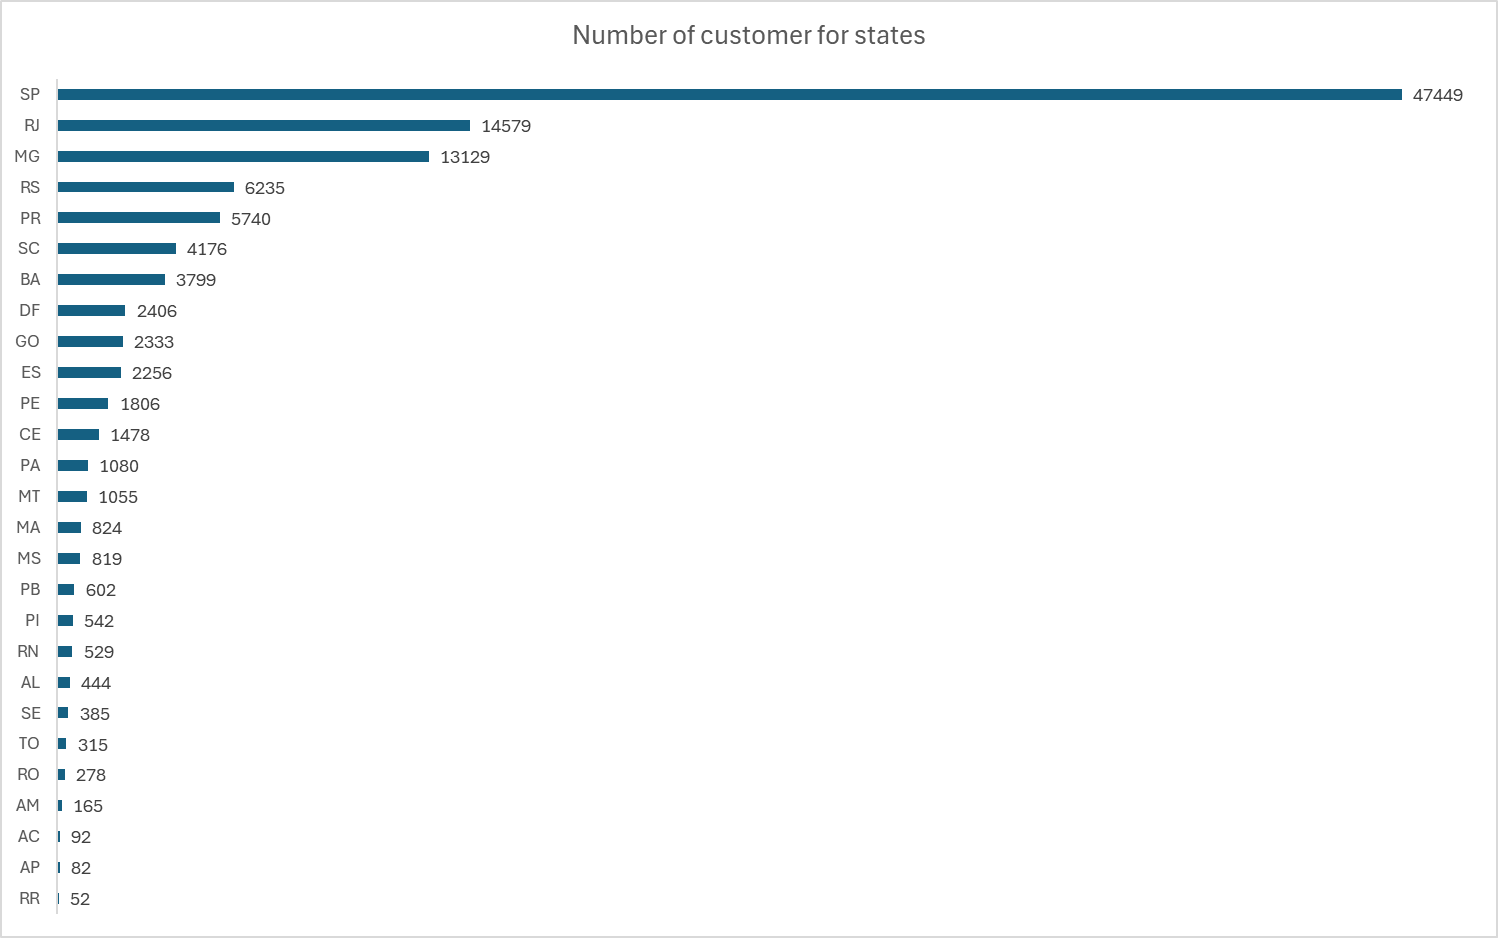 Number of customer for states
SP 47449
RJ 14579
MG 13129
RS 6235
PR 5740
SC 4176
BA 3799
DF 2406
GO 2333
ES 2256
PE 1806
CE 1478
PA 1080
MT 1055
MA 824
MS 819
PB 602
PI 542
RN 529
AL 444
SE 385
TO 315
RO 278
AM 165
AC 92
AP 82
RR 52